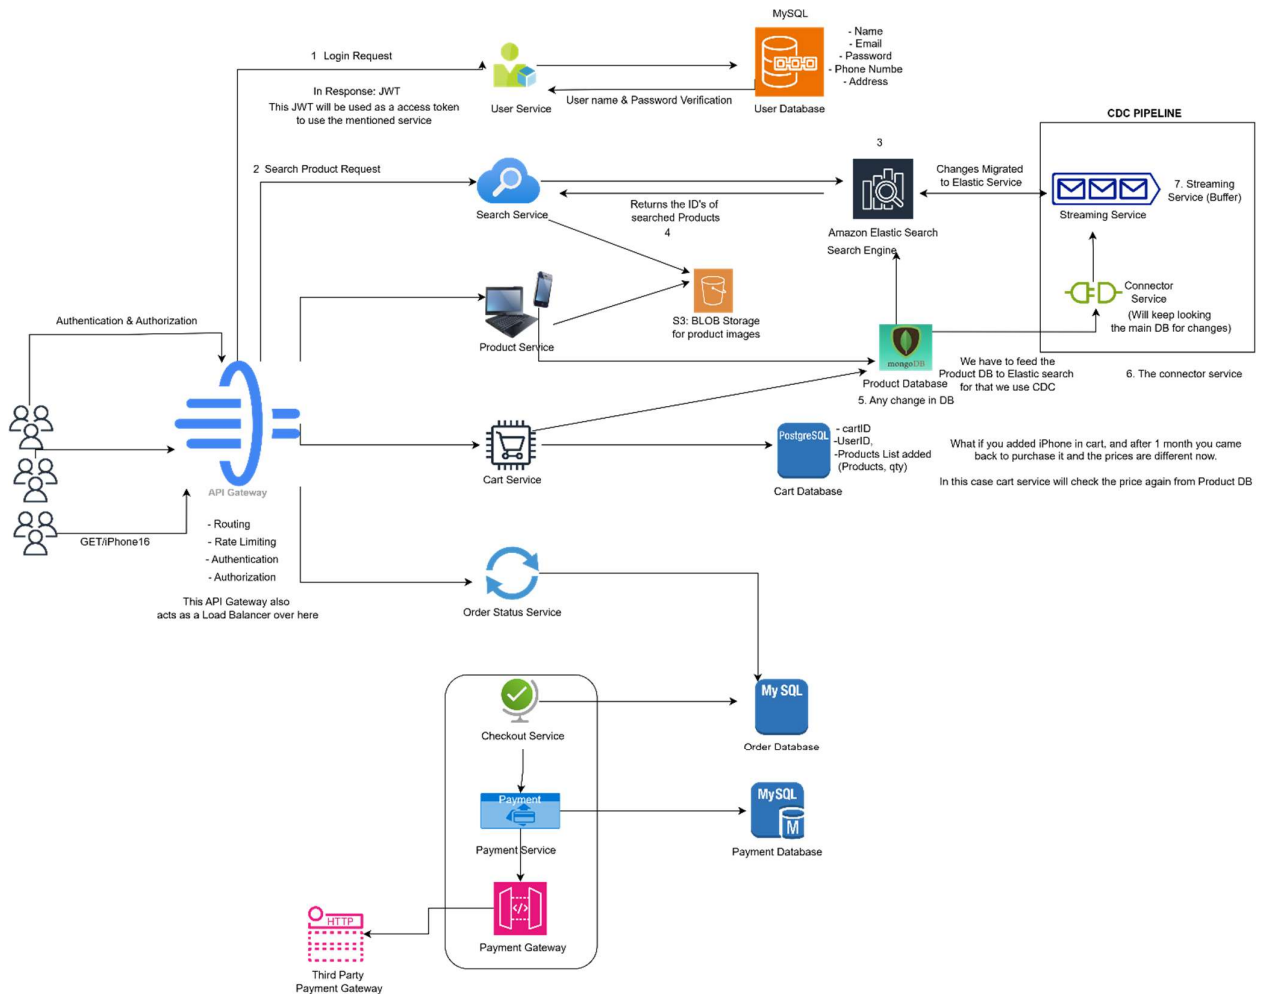 MySQL
- Name
- Email
- Password
- Phone Numbe
- Address
1 Login Request
In Response: JWT
This JWT will be used as a access token
to use the mentioned service
User Service
User name & Password Verification
User Database
CDC PIPELINE
2 Search Product Request
3
Changes Migrated
to Elastic Service
7. Streaming
Service (Buffer)
Streaming Service
Search Service
Returns the ID's of
searched Products
4
Amazon Elastic Search
Search Engine
Connector
Service
(Will keep looking
the main DB for changes)
S3: BLOB Storage
for product images
Product Service
Authentication & Authorization
mongoDB
Product Database
5. Any change in DB
We have to feed the
Product DB to Elastic search
for that we use CDC
6. The connector service
API Gateway
- Routing
- Rate Limiting
- Authentication
- Authorization
This API Gateway also
acts as a Load Balancer over here
GET/iPhone16
Cart Service
PostgreSQL
- cartID
-UserID,
-Products List added
(Products, qty)
Cart Database
What if you added iPhone in cart, and after 1 month you came
back to purchase it and the prices are different now.
In this case cart service will check the price again from Product DB
Order Status Service
Checkout Service
My SQL
Order Database
Payment
Payment Service
My SQL
M
Payment Database
Payment Gateway
HTTP
Third Party
Payment Gateway